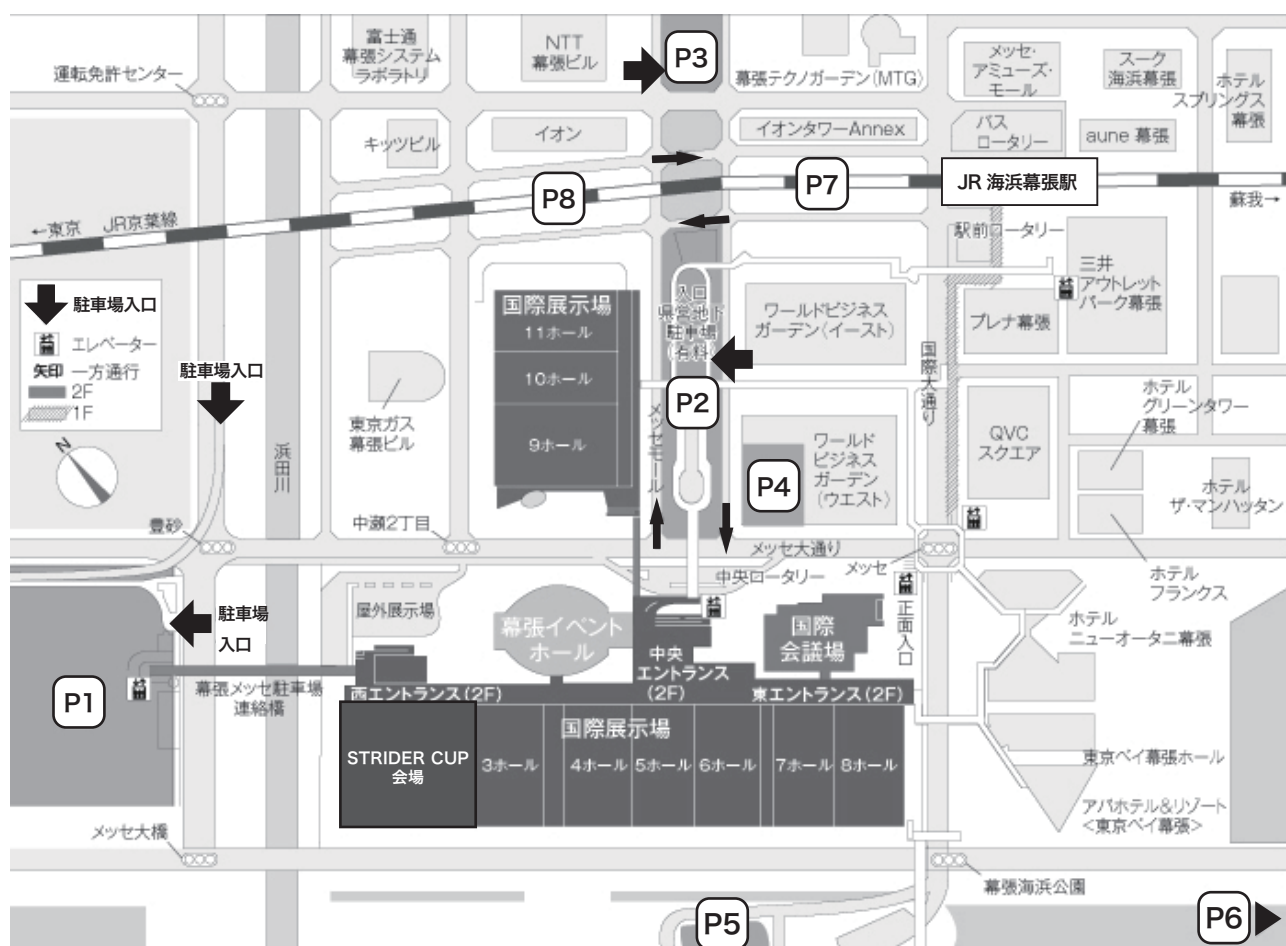 富士通
幕張システム
ラボラトリ
NTT
幕張ビル
P3
幕張テクノガーデン(MTG)
メッセ・
アミューズ・
モール
スーク
海浜幕張
ホテル
スプリングス
幕張
運転免許センター
キッツビル
イオン
イオンタワーAnnex
バス
ロータリー
aune 幕張
P8
P7
JR 海浜幕張駅
蘇我→
←東京
JR京葉線
駅前ロータリー
駐車場入口
エレベーター
矢印 一方通行
2F
1F
N
駐車場入口
浜田川
東京ガス
幕張ビル
国際展示場
11ホール
10ホール
9ホール
入口
県営地下
駐車場
(有料)
P2
メッセモール
ワールドビジネス
ガーデン(イースト)
ワールド
ビジネス
ガーデン
(ウエスト)
P4
国際大通り
プレナ幕張
三井
アウトレット
パーク幕張
QVC
スクエア
ホテル
グリーンタワー
幕張
ホテル
ザ・マンハッタン
ホテル
フランクス
豊砂
中瀬2丁目
メッセ大通り
中央ロータリー
メッセ
正面入口
ホテル
ニューオータニ幕張
駐車場
入口
屋外展示場
幕張イベント
ホール
中央
エントランス
(2F)
国際
会議場
P1
幕張メッセ駐車場
連絡橋
西エントランス(2F)
東エントランス(2F)
国際展示場
STRIDER CUP
会場
3ホール
4ホール
5ホール
6ホール
7ホール
8ホール
東京ベイ幕張ホール
アパホテル&リゾート
<東京ベイ幕張>
メッセ大橋
幕張海浜公園
P5
P6